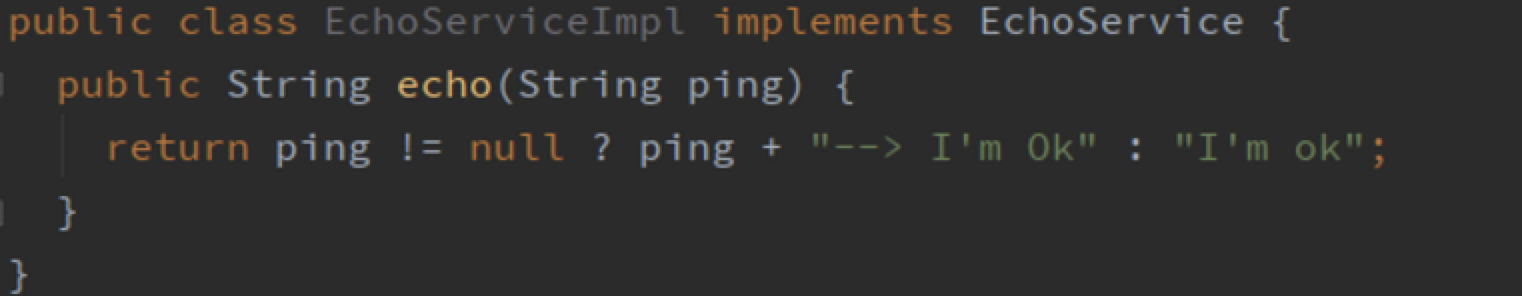 public class EchoServiceImpl implements EchoService {
  public String echo(String ping) {
    return ping != null ? ping + "--> I'm Ok" : "I'm ok";
  }
}